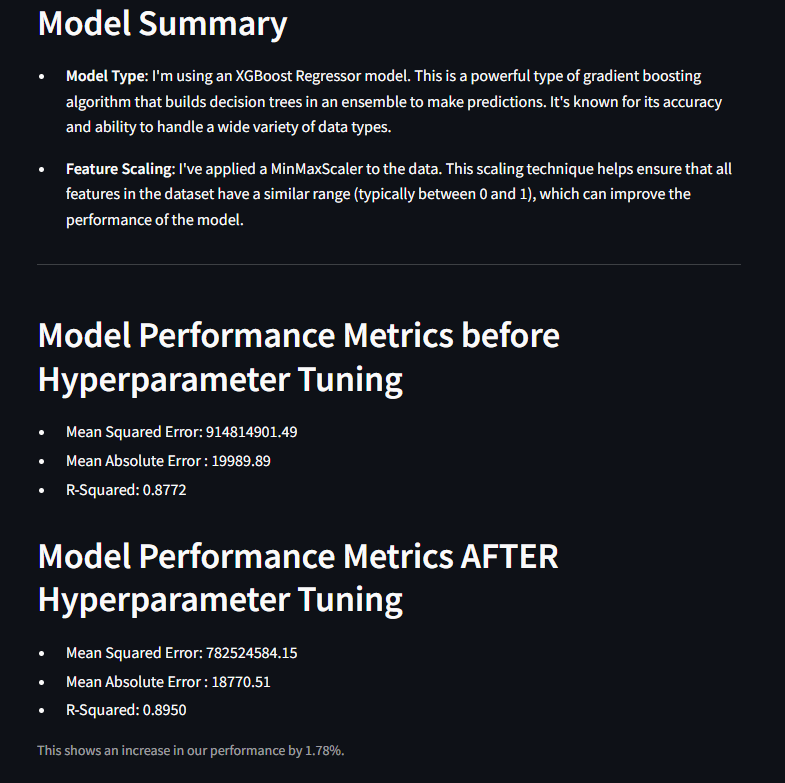 Model Summary
• Model Type: I'm using an XGBoost Regressor model. This is a powerful type of gradient boosting
algorithm that builds decision trees in an ensemble to make predictions. It's known for its accuracy
and ability to handle a wide variety of data types.
• Feature Scaling: I've applied a MinMaxScaler to the data. This scaling technique helps ensure that all
features in the dataset have a similar range (typically between 0 and 1), which can improve the
performance of the model.
Model Performance Metrics before
Hyperparameter Tuning
• Mean Squared Error: 914814901.49
• Mean Absolute Error : 19989.89
• R-Squared: 0.8772
Model Performance Metrics AFTER
Hyperparameter Tuning
• Mean Squared Error: 782524584.15
• Mean Absolute Error : 18770.51
• R-Squared: 0.8950
This shows an increase in our performance by 1.78%.